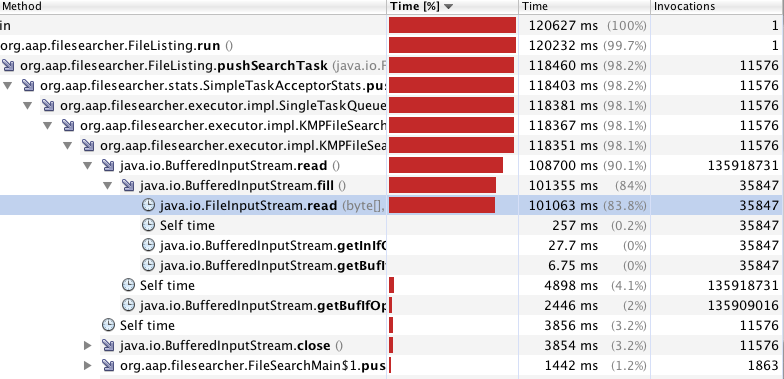 Method Time [%] Time Invocations
in 120627 ms (100%) 1
org.aap.filesearcher.FileListing.run () 120232 ms (99.7%) 1
org.aap.filesearcher.FileListing.pushSearchTask (java.io.F 118460 ms (98.2%) 11576
org.aap.filesearcher.stats.SimpleTaskAcceptorStats.pu 118403 ms (98.2%) 11576
org.aap.filesearcher.executor.impl.SingleTaskQueue 118381 ms (98.1%) 11576
org.aap.filesearcher.executor.impl.KMPFileSearch 118367 ms (98.1%) 11576
org.aap.filesearcher.executor.impl.KMPFileSea 118351 ms (98.1%) 11576
java.io.BufferedInputStream.read () 108700 ms (90.1%) 135918731
java.io.BufferedInputStream.fill () 101355 ms (84%) 35847
java.io.FileInputStream.read (byte[], 101063 ms (83.8%) 35847
Self time 257 ms (0.2%) 35847
java.io.BufferedInputStream.getInIfO 27.7 ms (0%) 35847
java.io.BufferedInputStream.getBufI 6.75 ms (0%) 35847
Self time 4898 ms (4.1%) 135918731
java.io.BufferedInputStream.getBufIfOp 2446 ms (2%) 135909016
Self time 3856 ms (3.2%) 11576
java.io.BufferedInputStream.close () 3854 ms (3.2%) 11576
org.aap.filesearcher.FileSearchMain$1.pus 1442 ms (1.2%) 1863